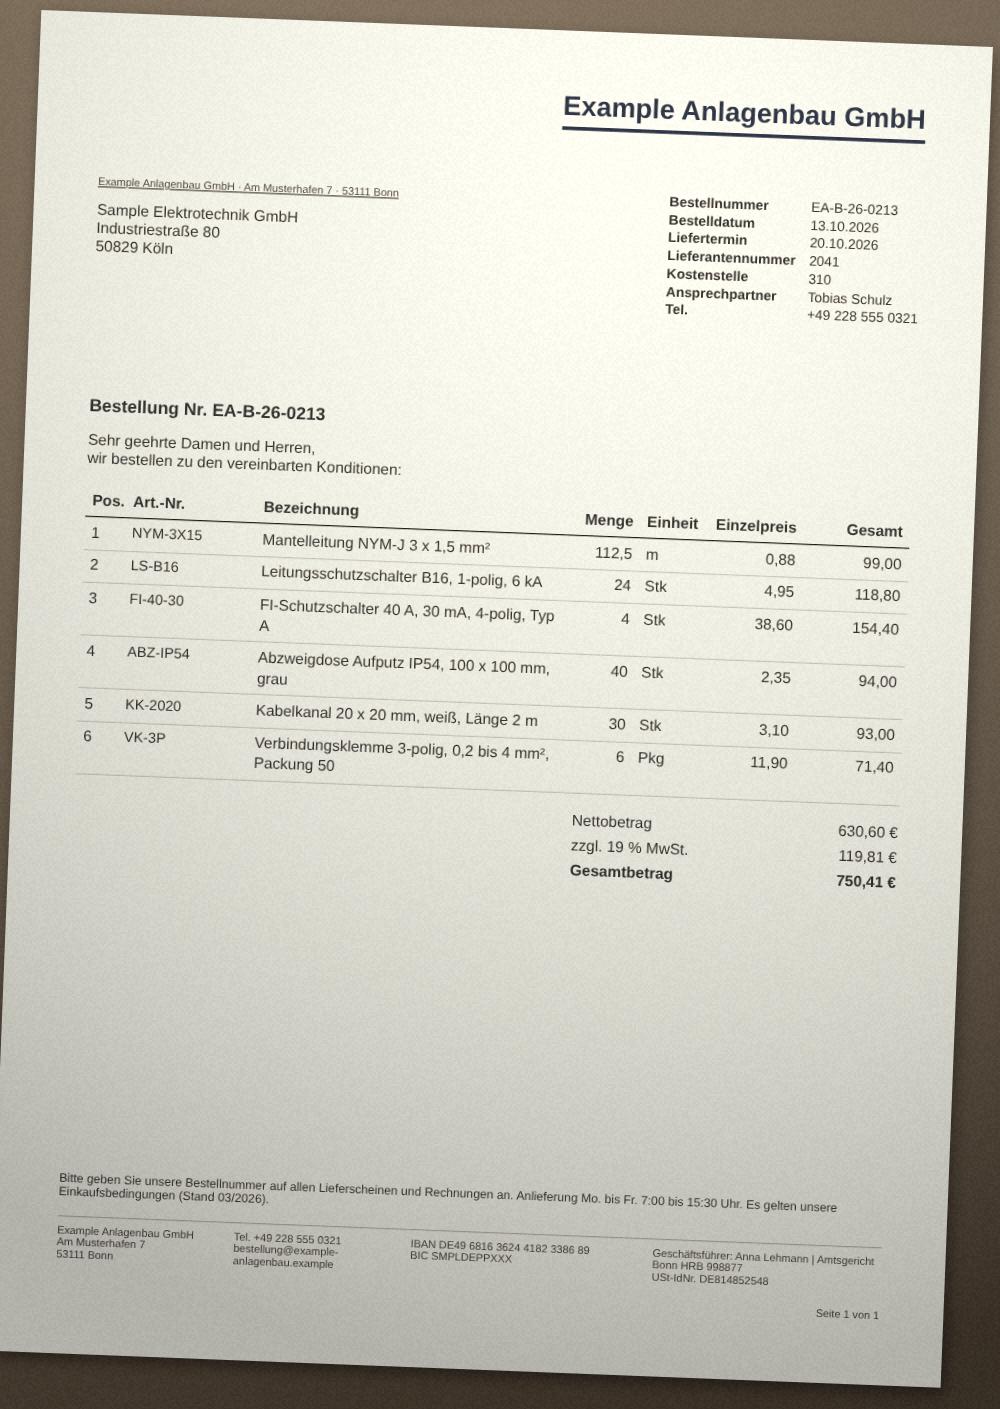 Example Anlagenbau GmbH
Example Anlagenbau GmbH · Am Musterhafen 7 · 53111 Bonn
Sample Elektrotechnik GmbH
Industriestraße 80
50829 Köln
Bestellnummer EA-B-26-0213
Bestelldatum 13.10.2026
Liefertermin 20.10.2026
Lieferantennummer 2041
Kostenstelle 310
Ansprechpartner Tobias Schulz
Tel. +49 228 555 0321
Bestellung Nr. EA-B-26-0213
Sehr geehrte Damen und Herren,
wir bestellen zu den vereinbarten Konditionen:
Pos. Art.-Nr. Bezeichnung Menge Einheit Einzelpreis Gesamt
1 NYM-3X15 Mantelleitung NYM-J 3 x 1,5 mm² 112,5 m 0,88 99,00
2 LS-B16 Leitungsschutzschalter B16, 1-polig, 6 kA 24 Stk 4,95 118,80
3 FI-40-30 FI-Schutzschalter 40 A, 30 mA, 4-polig, Typ 4 Stk 38,60 154,40
A
4 ABZ-IP54 Abzweigdose Aufputz IP54, 100 x 100 mm, 40 Stk 2,35 94,00
grau
5 KK-2020 Kabelkanal 20 x 20 mm, weiß, Länge 2 m 30 Stk 3,10 93,00
6 VK-3P Verbindungsklemme 3-polig, 0,2 bis 4 mm², 6 Pkg 11,90 71,40
Packung 50
Nettobetrag 630,60 €
zzgl. 19 % MwSt. 119,81 €
Gesamtbetrag 750,41 €
Bitte geben Sie unsere Bestellnummer auf allen Lieferscheinen und Rechnungen an. Anlieferung Mo. bis Fr. 7:00 bis 15:30 Uhr. Es gelten unsere
Einkaufsbedingungen (Stand 03/2026).
Example Anlagenbau GmbH
Am Musterhafen 7
53111 Bonn
Tel. +49 228 555 0321
bestellung@example-
anlagenbau.example
IBAN DE49 6816 3624 4182 3386 89
BIC SMPLDEPPXXX
Geschäftsführer: Anna Lehmann | Amtsgericht
Bonn HRB 998877
USt-IdNr. DE814852548
Seite 1 von 1